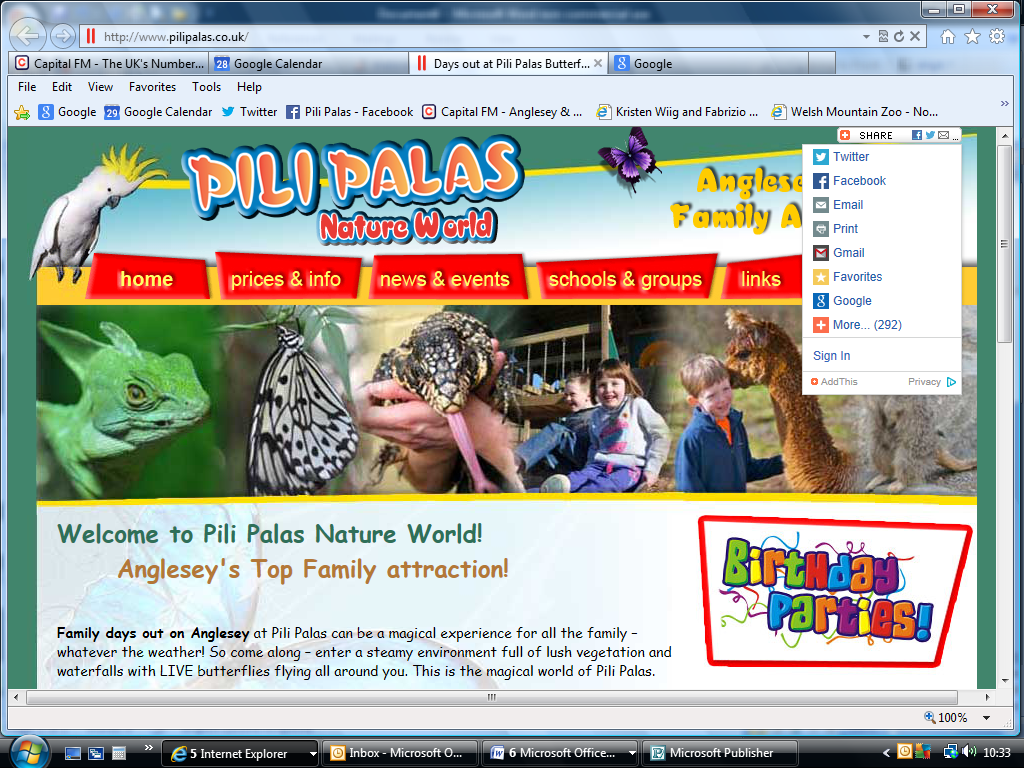 http://www.pilipalas.co.uk/
Capital FM - The UK's Number...
28 Google Calendar
Days out at Pili Palas Butterf...
Google
File Edit View Favorites Tools Help
Google
29 Google Calendar
Twitter
Pili Palas - Facebook
Capital FM - Anglesey & ...
Kristen Wiig and Fabrizio ...
Welsh Mountain Zoo - No...
SHARE ...
Twitter
Facebook
Email
Print
Gmail
Favorites
Google
More... (292)
Sign In
AddThis Privacy
PILI PALAS
Nature World
Anglese
Family A
home
prices & info
news & events
schools & groups
links
Welcome to Pili Palas Nature World!
Anglesey's Top Family attraction!
Birthday
Parties!
Family days out on Anglesey at Pili Palas can be a magical experience for all the family –
whatever the weather! So come along – enter a steamy environment full of lush vegetation and
waterfalls with LIVE butterflies flying all around you. This is the magical world of Pili Palas.
100%
5 Internet Explorer
Inbox - Microsoft O...
6 Microsoft Office...
Microsoft Publisher
10:33